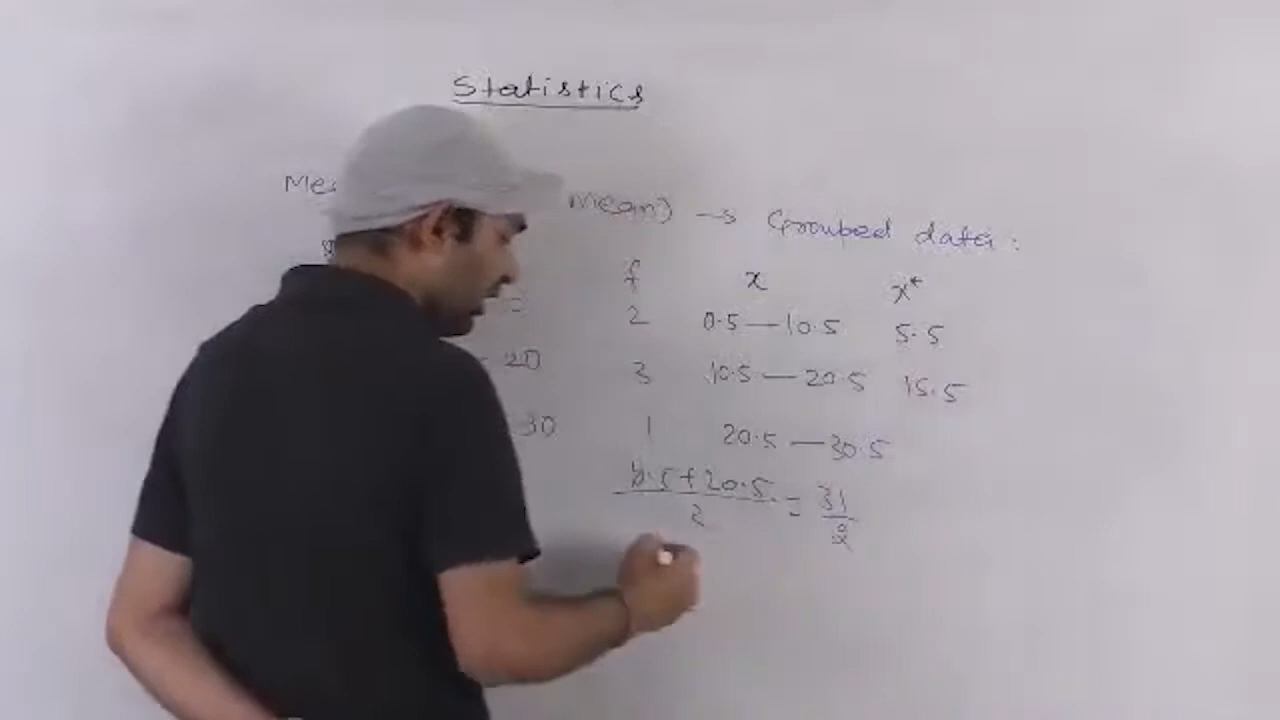 Statistics
mean) → Grouped data:
f x x*
2 0.5 — 10.5 5.5
- 20 3 10.5 — 20.5 15.5
30 1 20.5 — 30.5
10.5 + 20.5 / 2 = 31 / 2